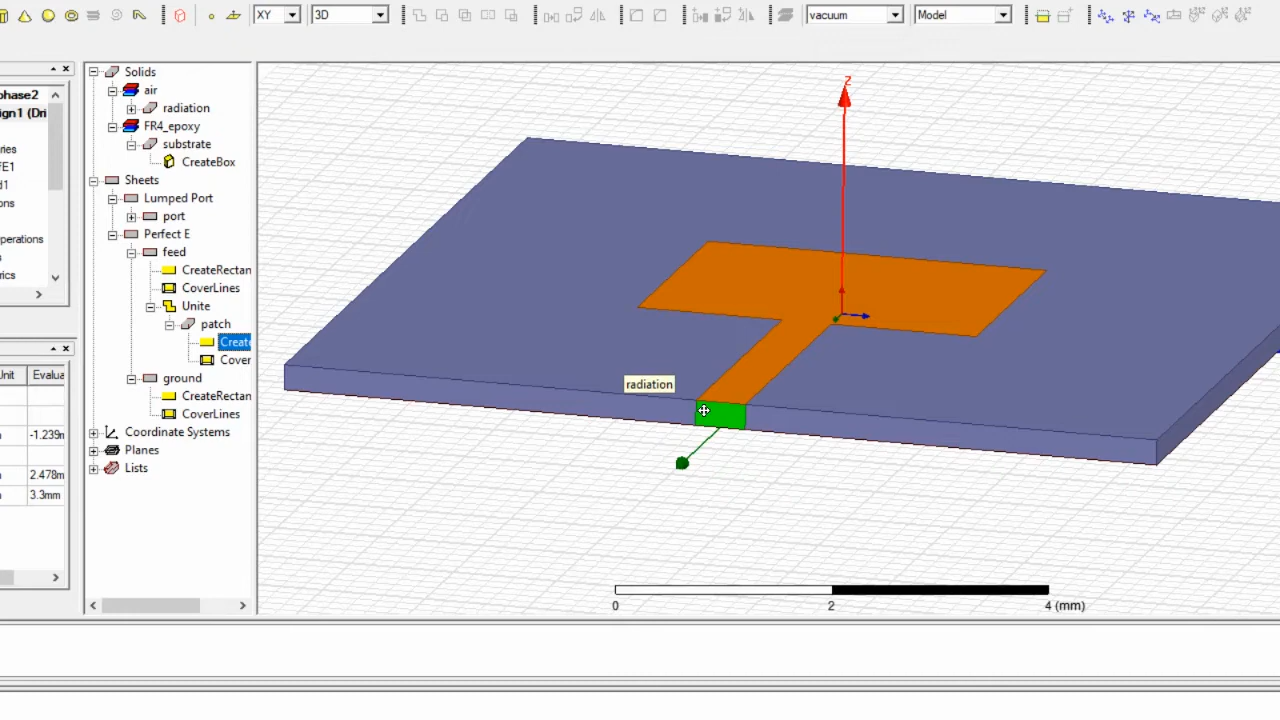 XY
3D
vacuum
Model
phase2
ign1 (Dri
ries
FE1
d1
ons
perations
rics
Unit
Evalua
-1.239m
2.478m
3.3mm
Solids
air
radiation
FR4_epoxy
substrate
CreateBox
Sheets
Lumped Port
port
Perfect E
feed
CreateRectan
CoverLines
Unite
patch
Create
Cover
ground
CreateRectan
CoverLines
Coordinate Systems
Planes
Lists
Z
radiation
0
2
4 (mm)